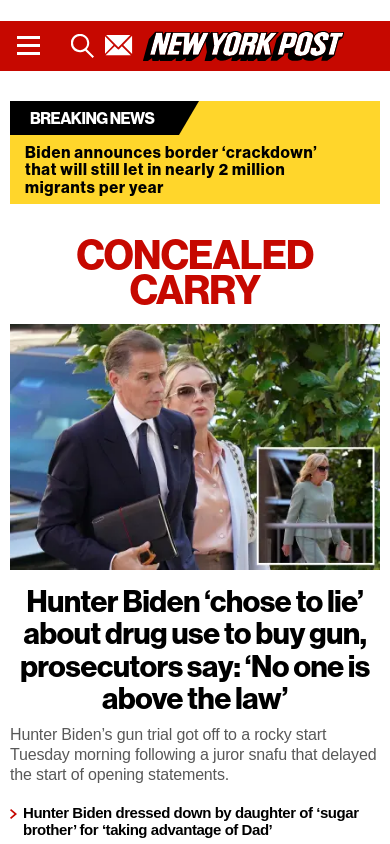 NEW YORK POST
BREAKING NEWS
Biden announces border ‘crackdown’
that will still let in nearly 2 million
migrants per year
CONCEALED
CARRY
Hunter Biden ‘chose to lie’
about drug use to buy gun,
prosecutors say: ‘No one is
above the law’
Hunter Biden’s gun trial got off to a rocky start
Tuesday morning following a juror snafu that delayed
the start of opening statements.
Hunter Biden dressed down by daughter of ‘sugar
brother’ for ‘taking advantage of Dad’